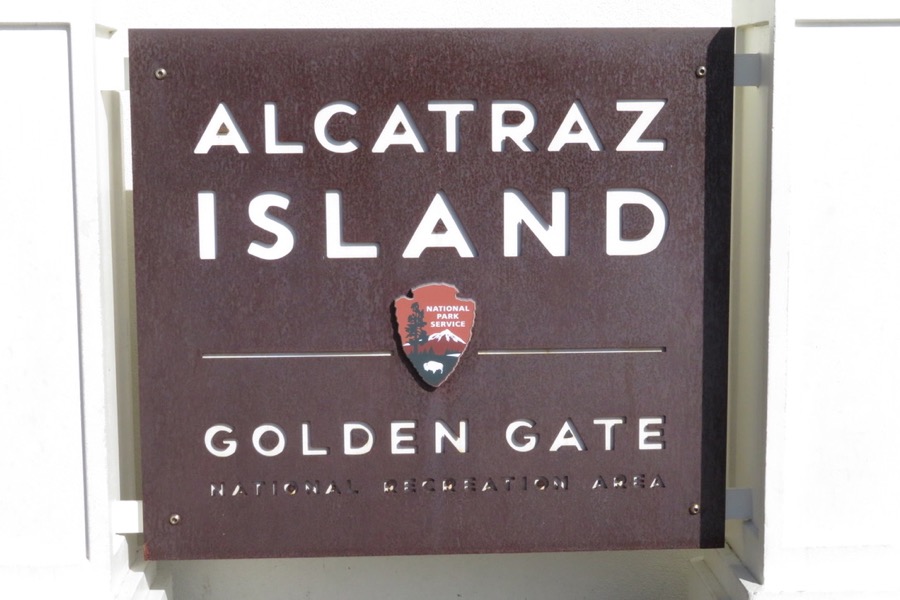 ALCATRAZ
ISLAND
NATIONAL
PARK
SERVICE
GOLDEN GATE
NATIONAL RECREATION AREA